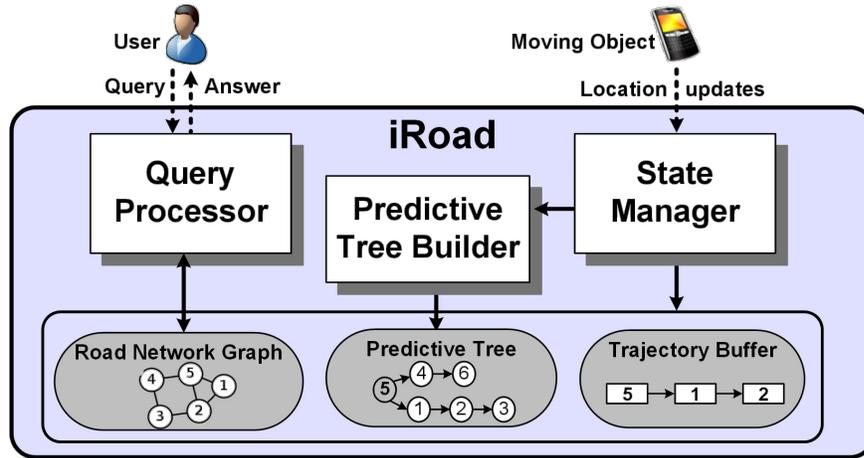 User
Moving Object
Query
Answer
Location updates
iRoad
Query
Processor
Predictive
Tree Builder
State
Manager
Road Network Graph
4
5
1
3
2
Predictive Tree
5
4
6
1
2
3
Trajectory Buffer
5
1
2